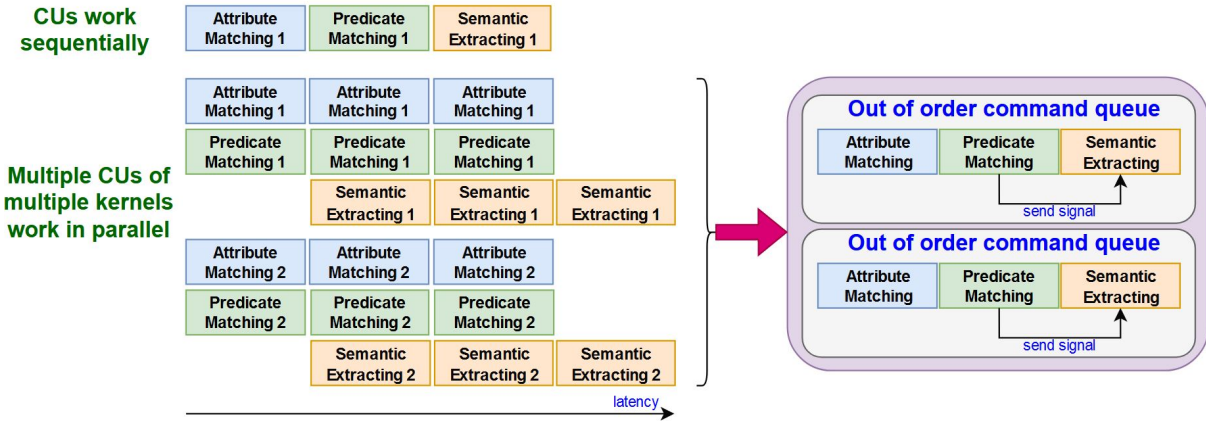 CUs work
sequentially
Attribute
Matching 1
Predicate
Matching 1
Semantic
Extracting 1
Multiple CUs of
multiple kernels
work in parallel
Attribute
Matching 1
Attribute
Matching 1
Attribute
Matching 1
Predicate
Matching 1
Predicate
Matching 1
Predicate
Matching 1
Semantic
Extracting 1
Semantic
Extracting 1
Semantic
Extracting 1
Attribute
Matching 2
Attribute
Matching 2
Attribute
Matching 2
Predicate
Matching 2
Predicate
Matching 2
Predicate
Matching 2
Semantic
Extracting 2
Semantic
Extracting 2
Semantic
Extracting 2
latency
Out of order command queue
Attribute
Matching
Predicate
Matching
Semantic
Extracting
send signal
Out of order command queue
Attribute
Matching
Predicate
Matching
Semantic
Extracting
send signal